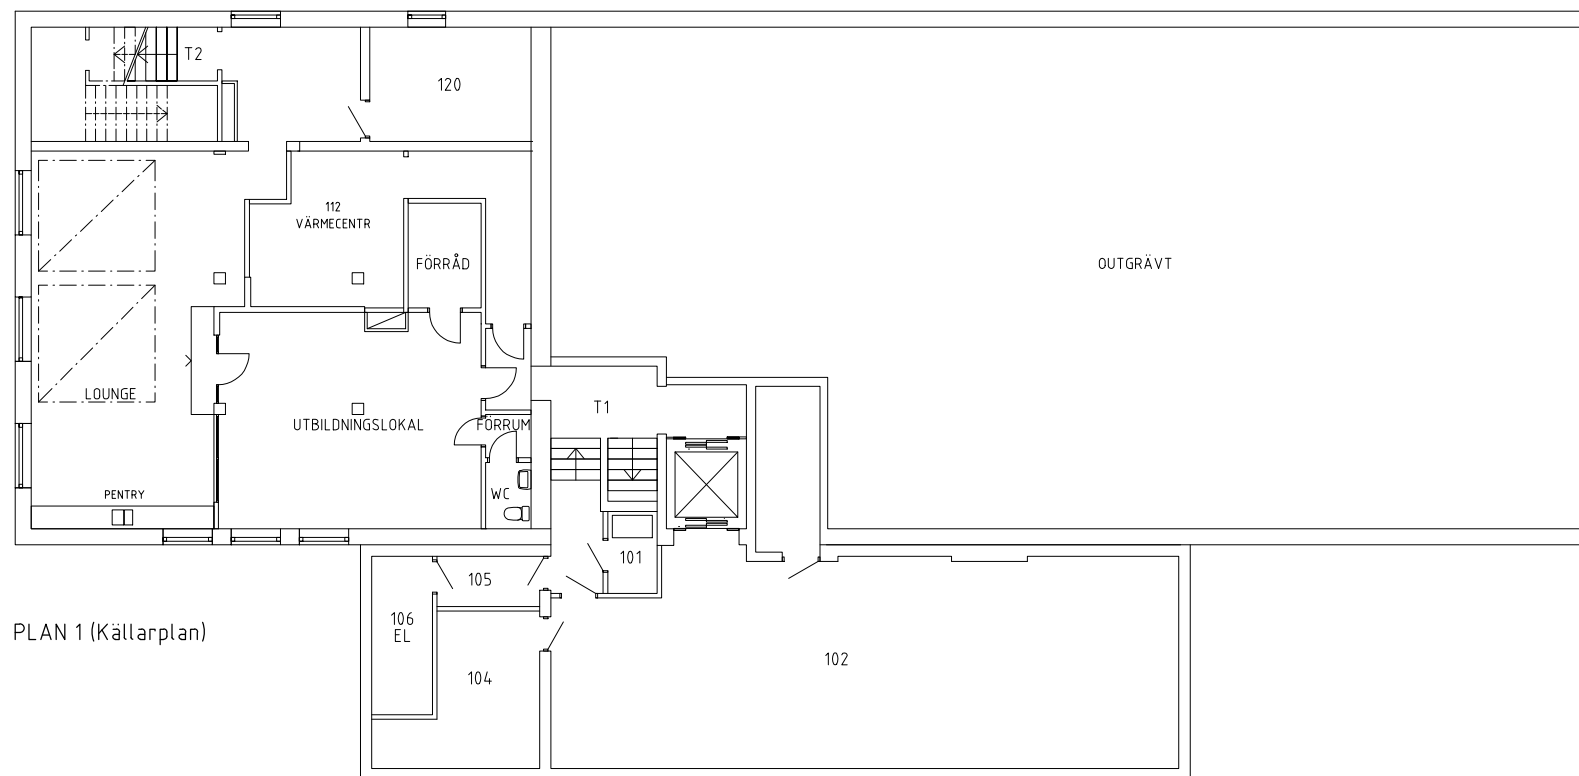 T2
120
112
VÄRMECENTR
FÖRRÅD
OUTGRÄVT
LOUNGE
T1
UTBILDNINGSLOKAL
FÖRRUM
PENTRY
WC
101
105
106
EL
PLAN 1 (Källarplan)
102
104